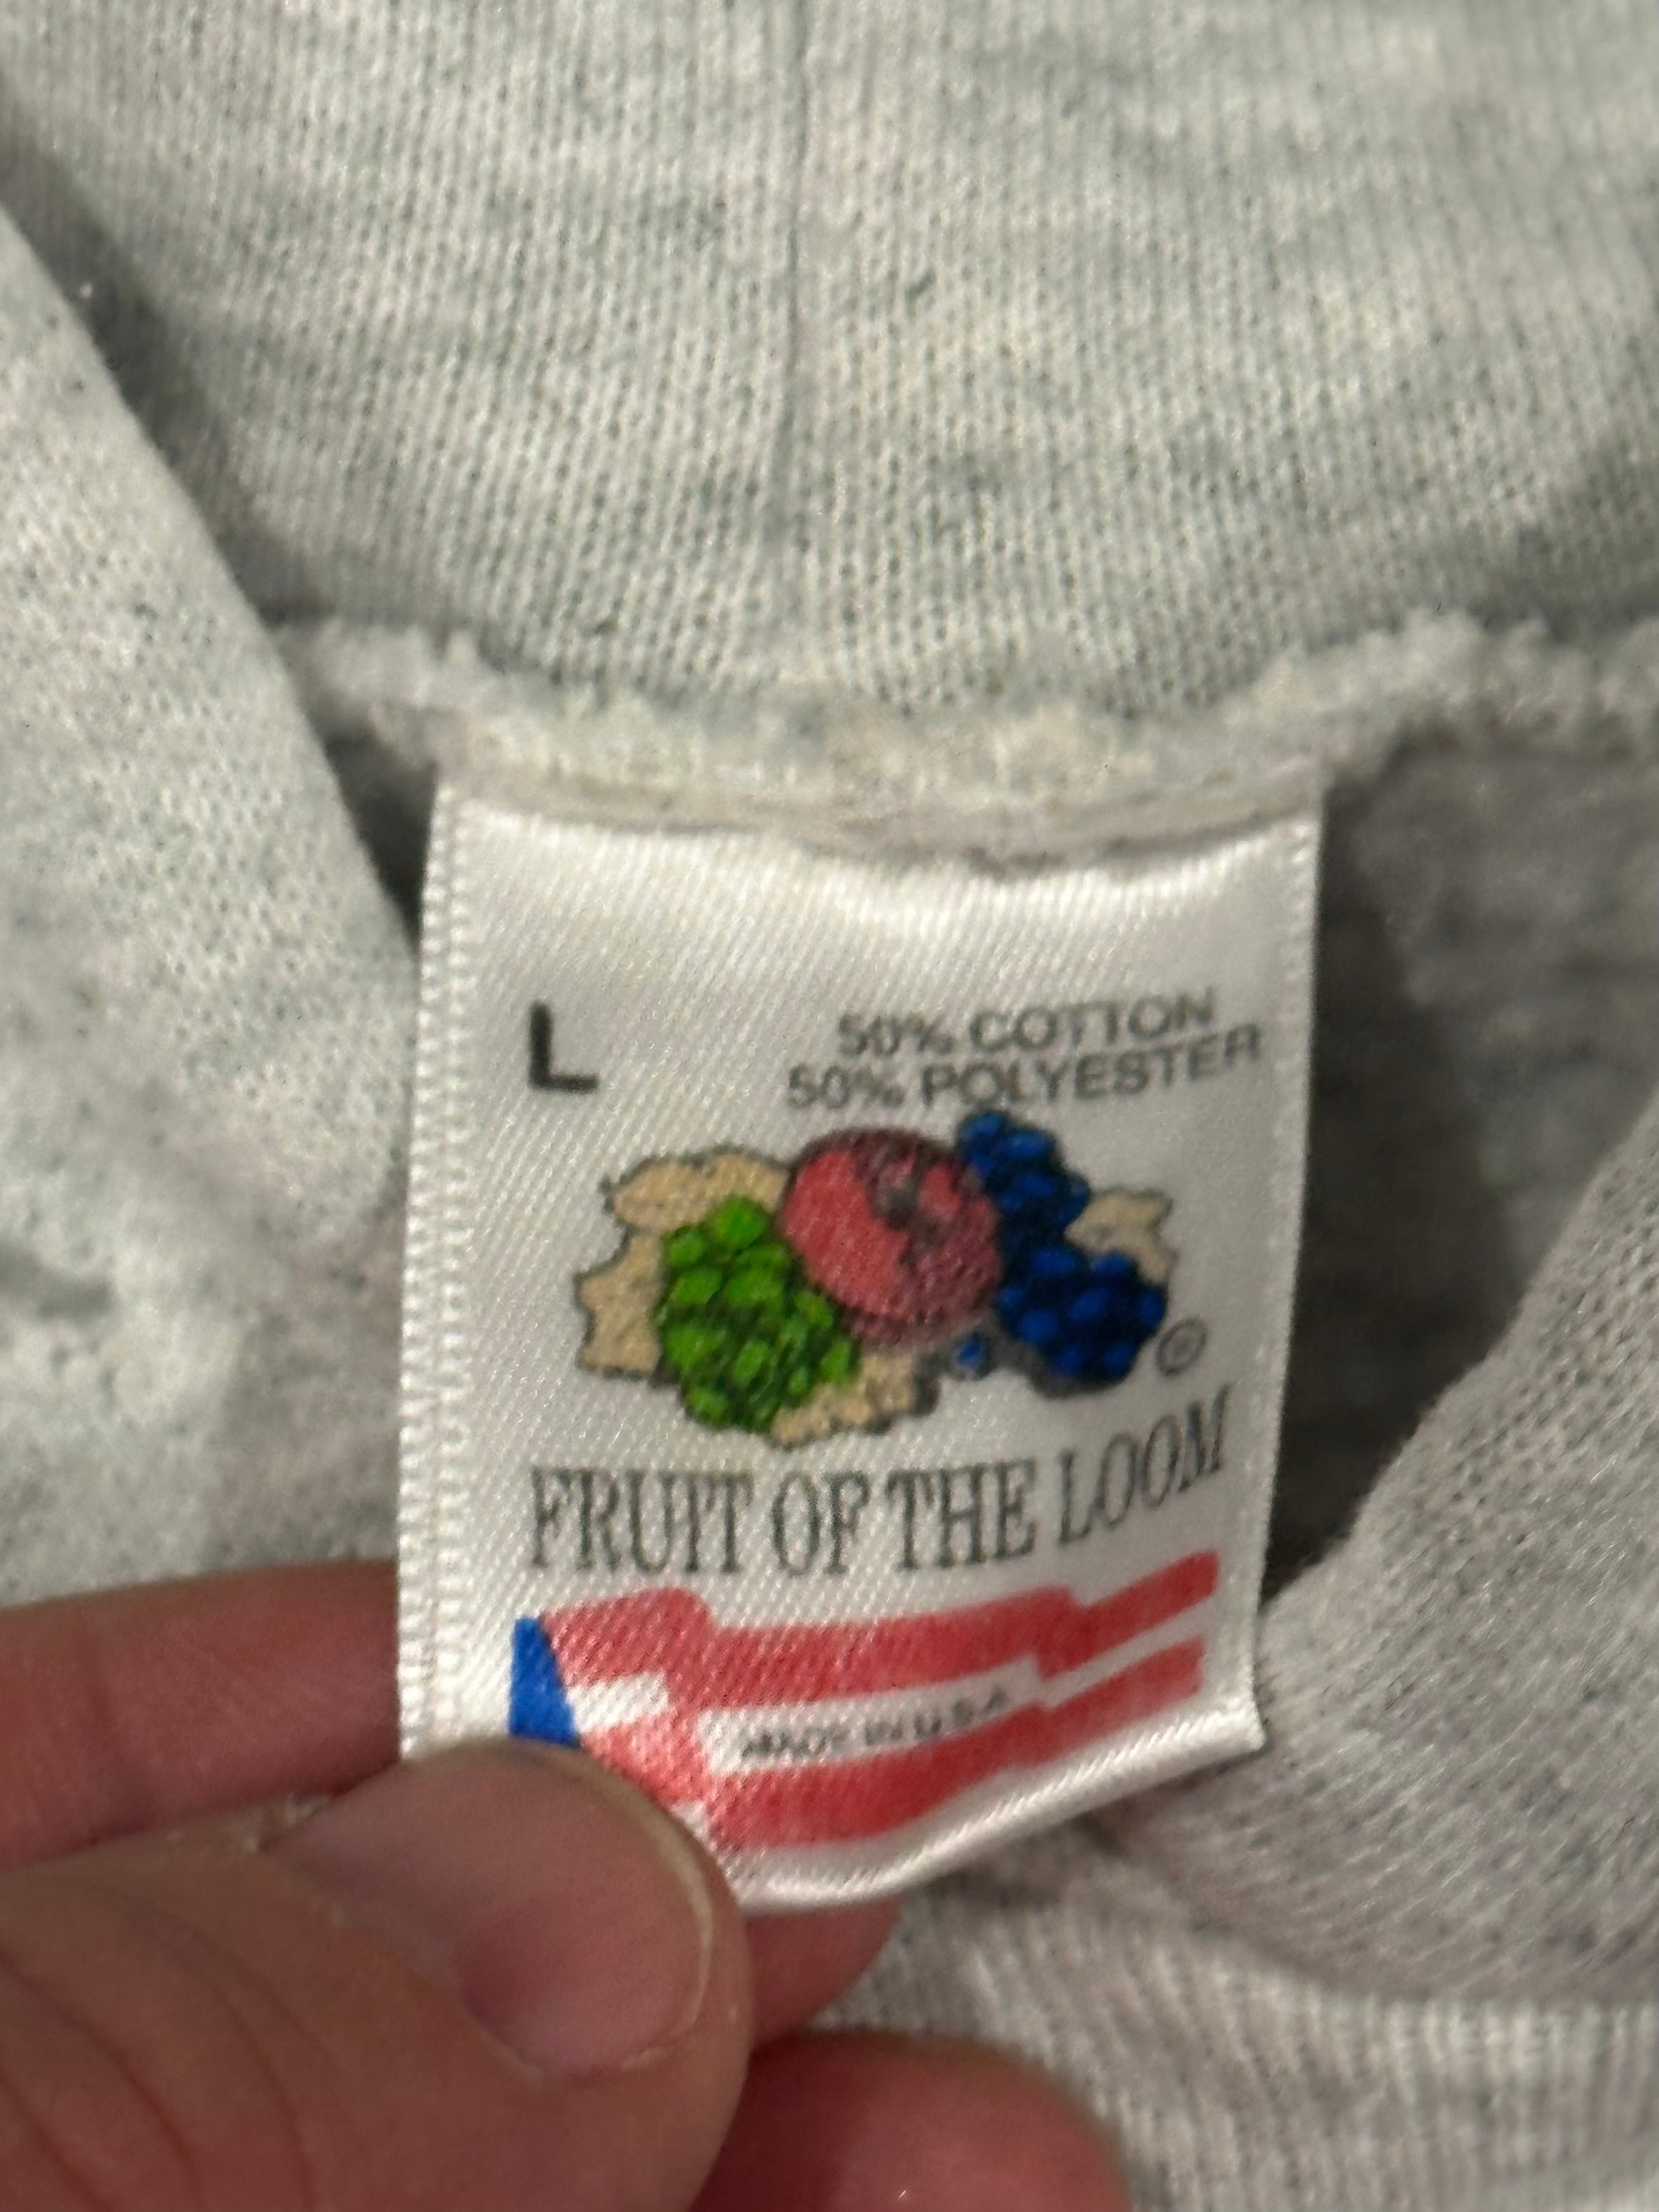 L
50% COTTON
50% POLYESTER
©
FRUIT OF THE LOOM
MADE IN U.S.A.